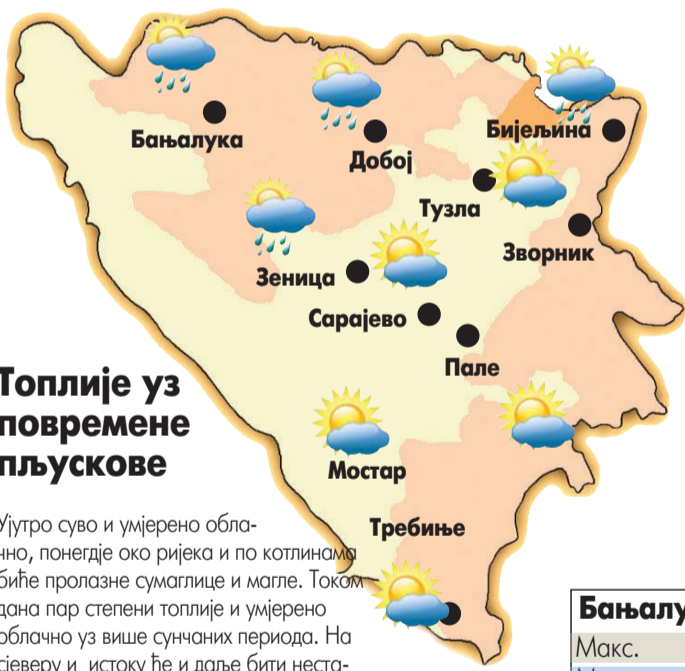 Бањалука
Добој
Бијељина
Тузла
Зворник
Зеница
Сарајево
Пале
Мостар
Требиње
Топлије уз
повремене
пљускове
Ујутро суво и умјерено обла-
чно, понегдје око ријека и по котлинама
биће пролазне сумаглице и магле. Током
дана пар степени топлије и умјерено
облачно уз више сунчаних периода. На
сјеверу и истоку ће и даље бити неста-
Бањалу
Макс.